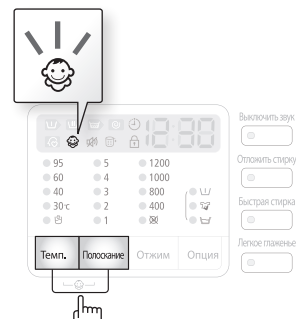 12:30
Выключить звук
95 5 1200
Отложить стирку
60 4 1000
40 3 800
30°c 2 400
Быстрая стирка
1
Легкое глаженье
Темп. Полоскание Отжим Опция